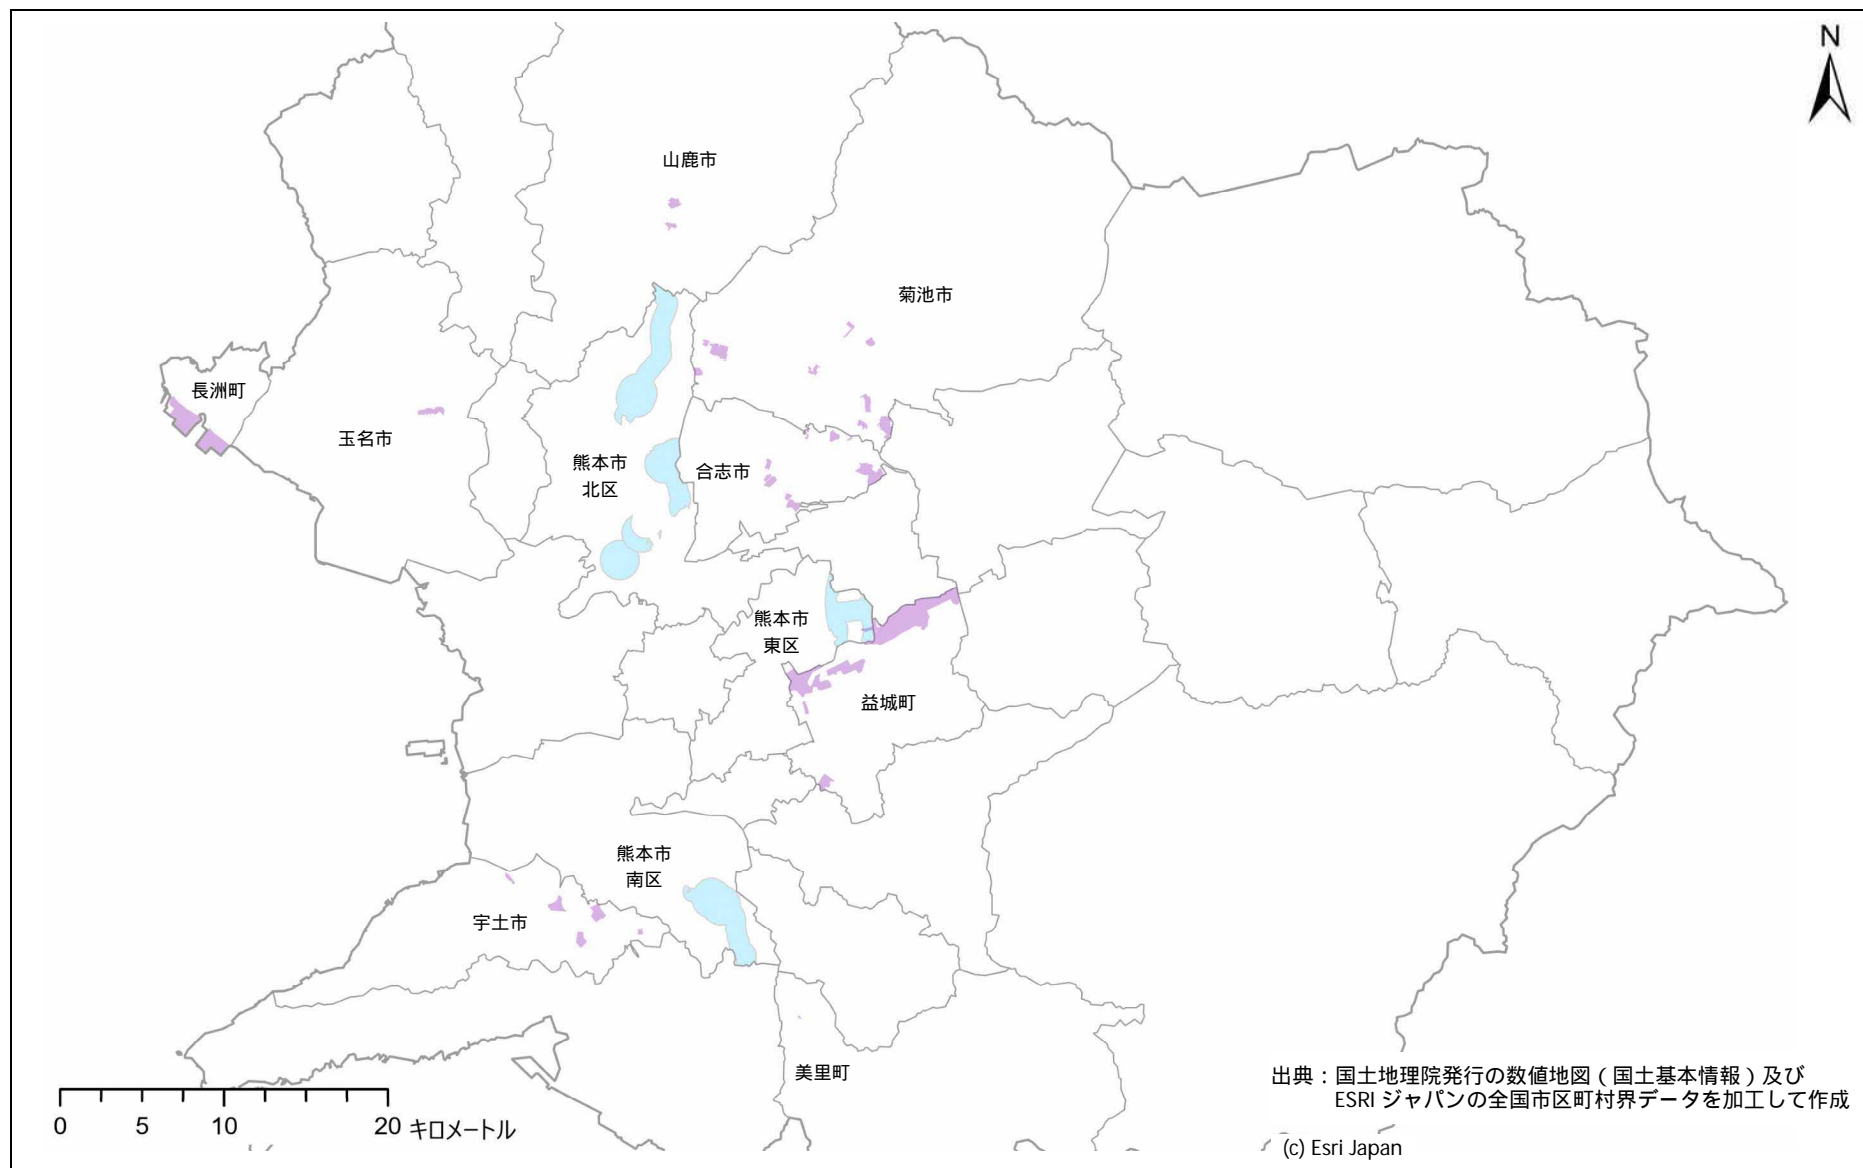 N
山鹿市
菊池市
長洲町
玉名市
熊本市
北区
合志市
熊本市
東区
益城町
熊本市
南区
宇土市
美里町
0 5 10 20 キロメートル
出典：国土地理院発行の数値地図（国土基本情報）及び
ESRI ジャパンの全国市区町村界データを加工して作成
(c) Esri Japan